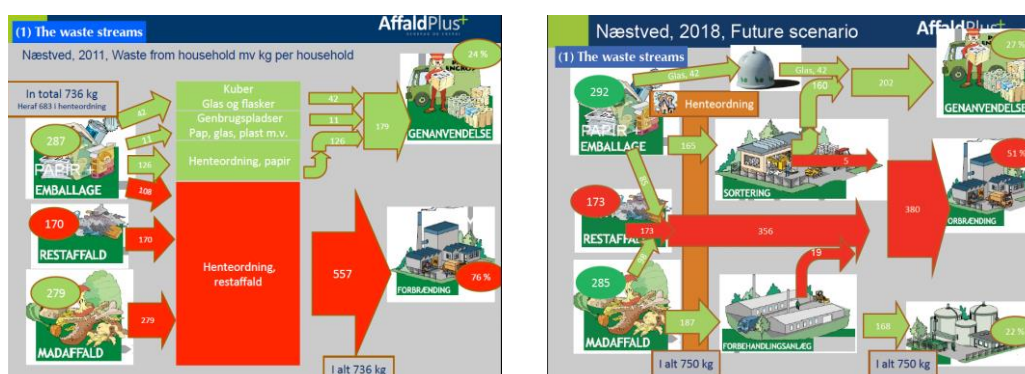 (1) The waste streams
AffaldPlus+
Næstved, 2011, Waste from household mv kg per household
24 %
In total 736 kg
Heraf 683 i henteordning
Kuber
Glas og flasker
Genbrugspladser
Pap, glas, plast m.v.
Henteordning, papir
42
11
126
42
11
126
179
GENANVENDELSE
287
PAPIR +
EMBALLAGE
108
170
RESTAFFALD
170
Henteordning,
restaffald
557
76 %
FORBRÆNDING
279
MADAFFALD
279
I alt 736 kg
Næstved, 2018, Future scenario
(1) The waste streams
27 %
Glas, 42
Glas, 42
202
160
GENANVENDELSE
292
PAPIR +
EMBALLAGE
Henteordning
165
5
SORTERING
51 %
FORBRÆNDING
173
RESTAFFALD
173
356
380
19
285
MADAFFALD
187
FORBEHANDLINGSANLÆG
168
22 %
I alt 750 kg
I alt 750 kg